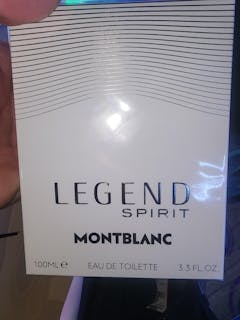 LEGEND
SPIRIT
MONTBLANC
100ML ℮ EAU DE TOILETTE 3.3 FL.OZ.